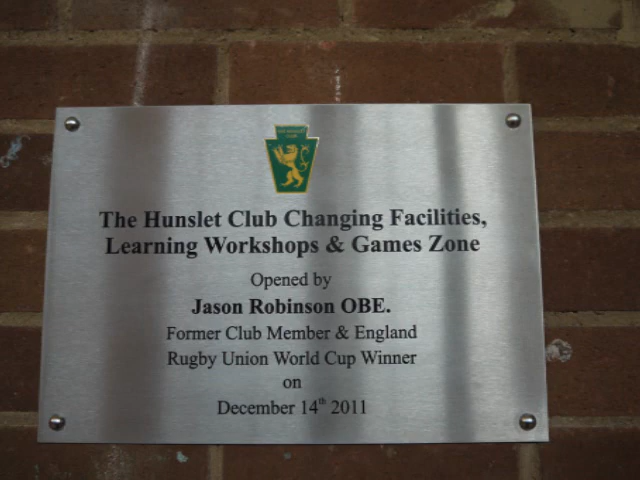 The Hunslet Club Changing Facilities,
Learning Workshops & Games Zone
Opened by
Jason Robinson OBE.
Former Club Member & England
Rugby Union World Cup Winner
on
December 14th 2011